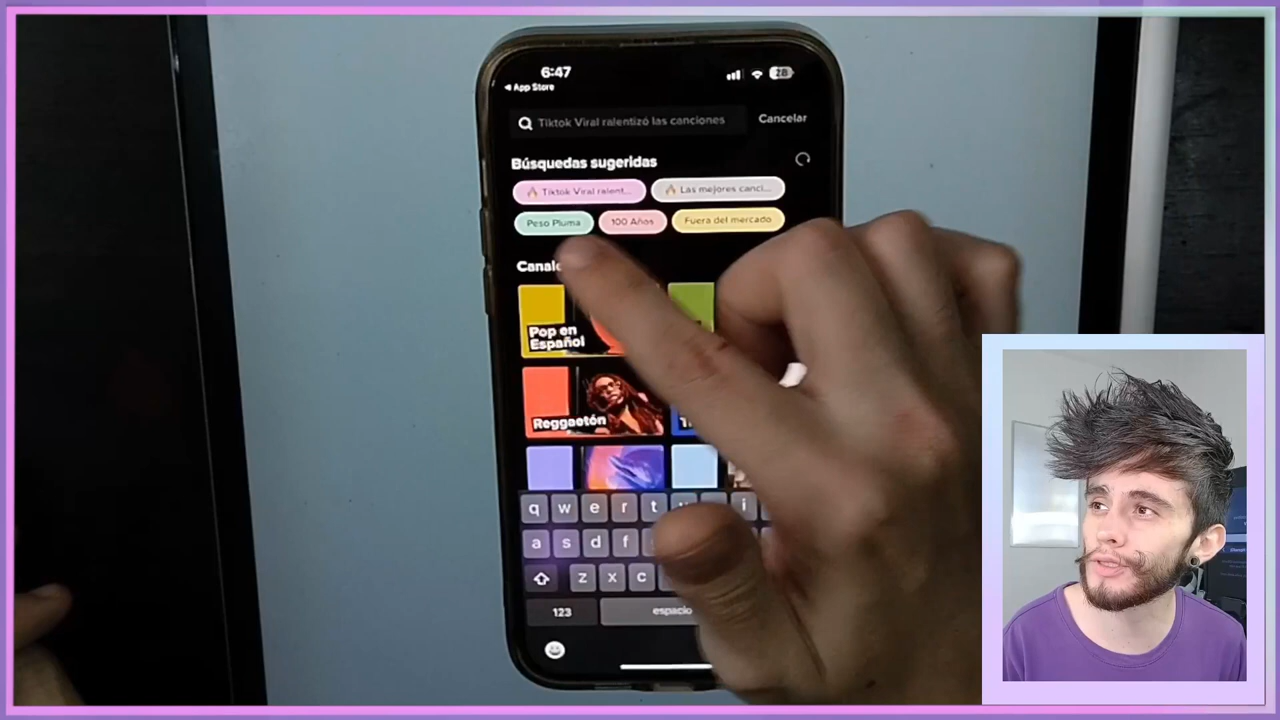 6:47
28
App Store
Tiktok Viral ralentizó las canciones
Cancelar
Búsquedas sugeridas
Tiktok Viral ralent...
Las mejores canci...
Peso Pluma
100 Años
Fuera del mercado
Pop en
Español
Reggaetón
q w e r t i
a s d f
z x c
123
espacio